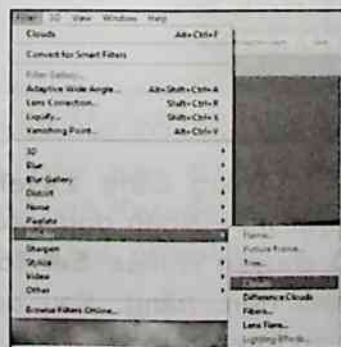 Filter 3D View Window Help
Clouds Alt+Ctrl+F
Convert for Smart Filters
Filter Gallery...
Adaptive Wide Angle... Alt+Shift+Ctrl+A
Lens Correction... Shift+Ctrl+R
Liquify... Shift+Ctrl+X
Vanishing Point... Alt+Ctrl+V
3D
Blur
Blur Gallery
Distort
Noise
Pixelate
Sharpen
Stylize
Video
Other
Browse Filters Online...
Flame...
Picture Frame...
Tree...
Difference Clouds
Fibers...
Lens Flare...
Lighting Effects...